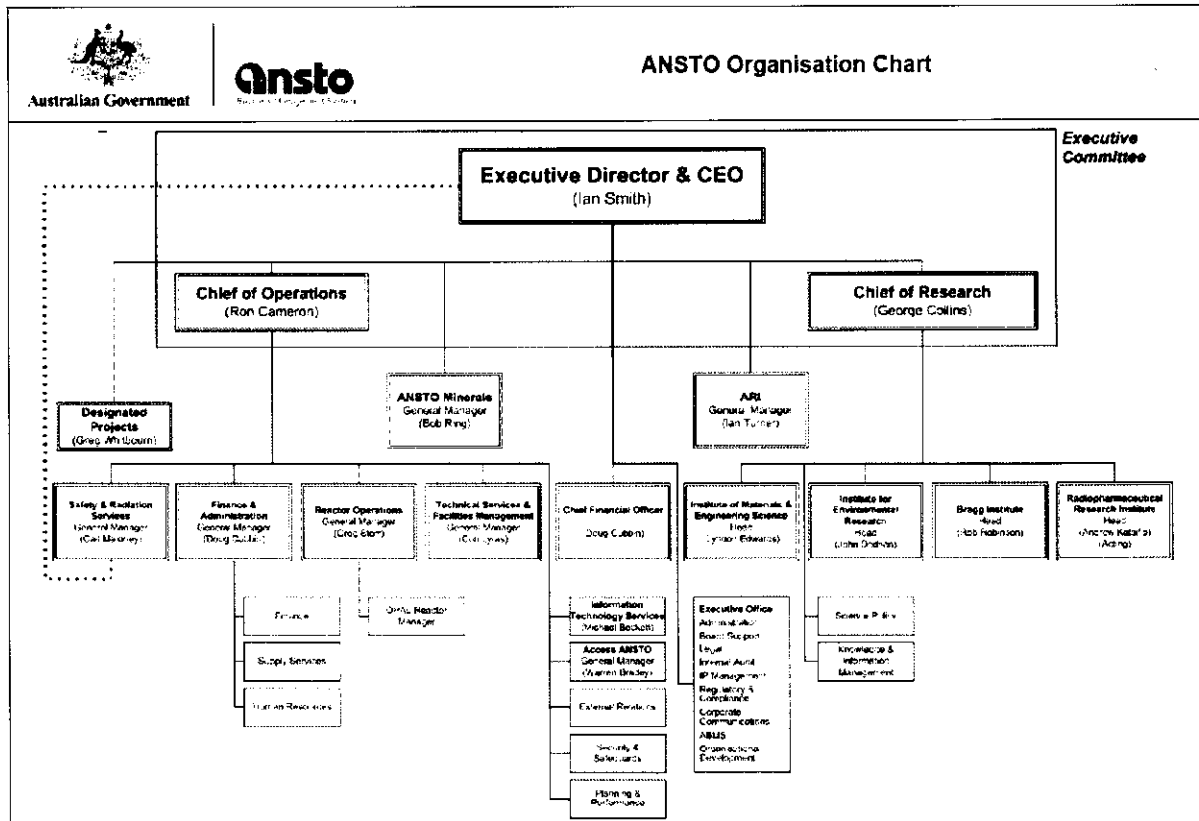 Australian Government
ansto
ANSTO Organisation Chart
Executive
Committee
Executive Director & CEO
(Ian Smith)
Chief of Operations
(Ron Cameron)
Chief of Research
(George Collins)
Designated
Projects
(Greg Whitbourn)
ANSTO Minerals
General Manager
(Bob Ring)
ARI
General Manager
(Ian Turner)
Safety & Radiation
Services
General Manager
Finance &
Administration
General Manager
(Doug Cubbin)
Reactor Operations
General Manager
(Greg Storr)
Technical Services &
Facilities Management
General Manager
Chief Financial Officer
Doug Cubbin)
Institute of Materials &
Engineering Science
Head
(Lyndon Edwards)
Institute for
Environmental
Research
Head
(John Dodson)
Bragg Institute
Head
(Rob Robinson)
Radiopharmaceutical
Research Institute
Head
(Andrew Katsifis)
(Acting)
Finance
Supply Services
Human Resources
OPAL Reactor
Manager
Information
Technology Services
(Michael Beckett)
Access ANSTO
General Manager
(Warren Bradey)
External Relations
Security &
Safeguards
Planning &
Performance
Executive Office
Administration
Board Support
Legal
Internal Audit
IP Management
Regulatory &
Compliance
Corporate
Communications
ABMS
Organisational
Development
Science Policy
Knowledge &
Information
Management